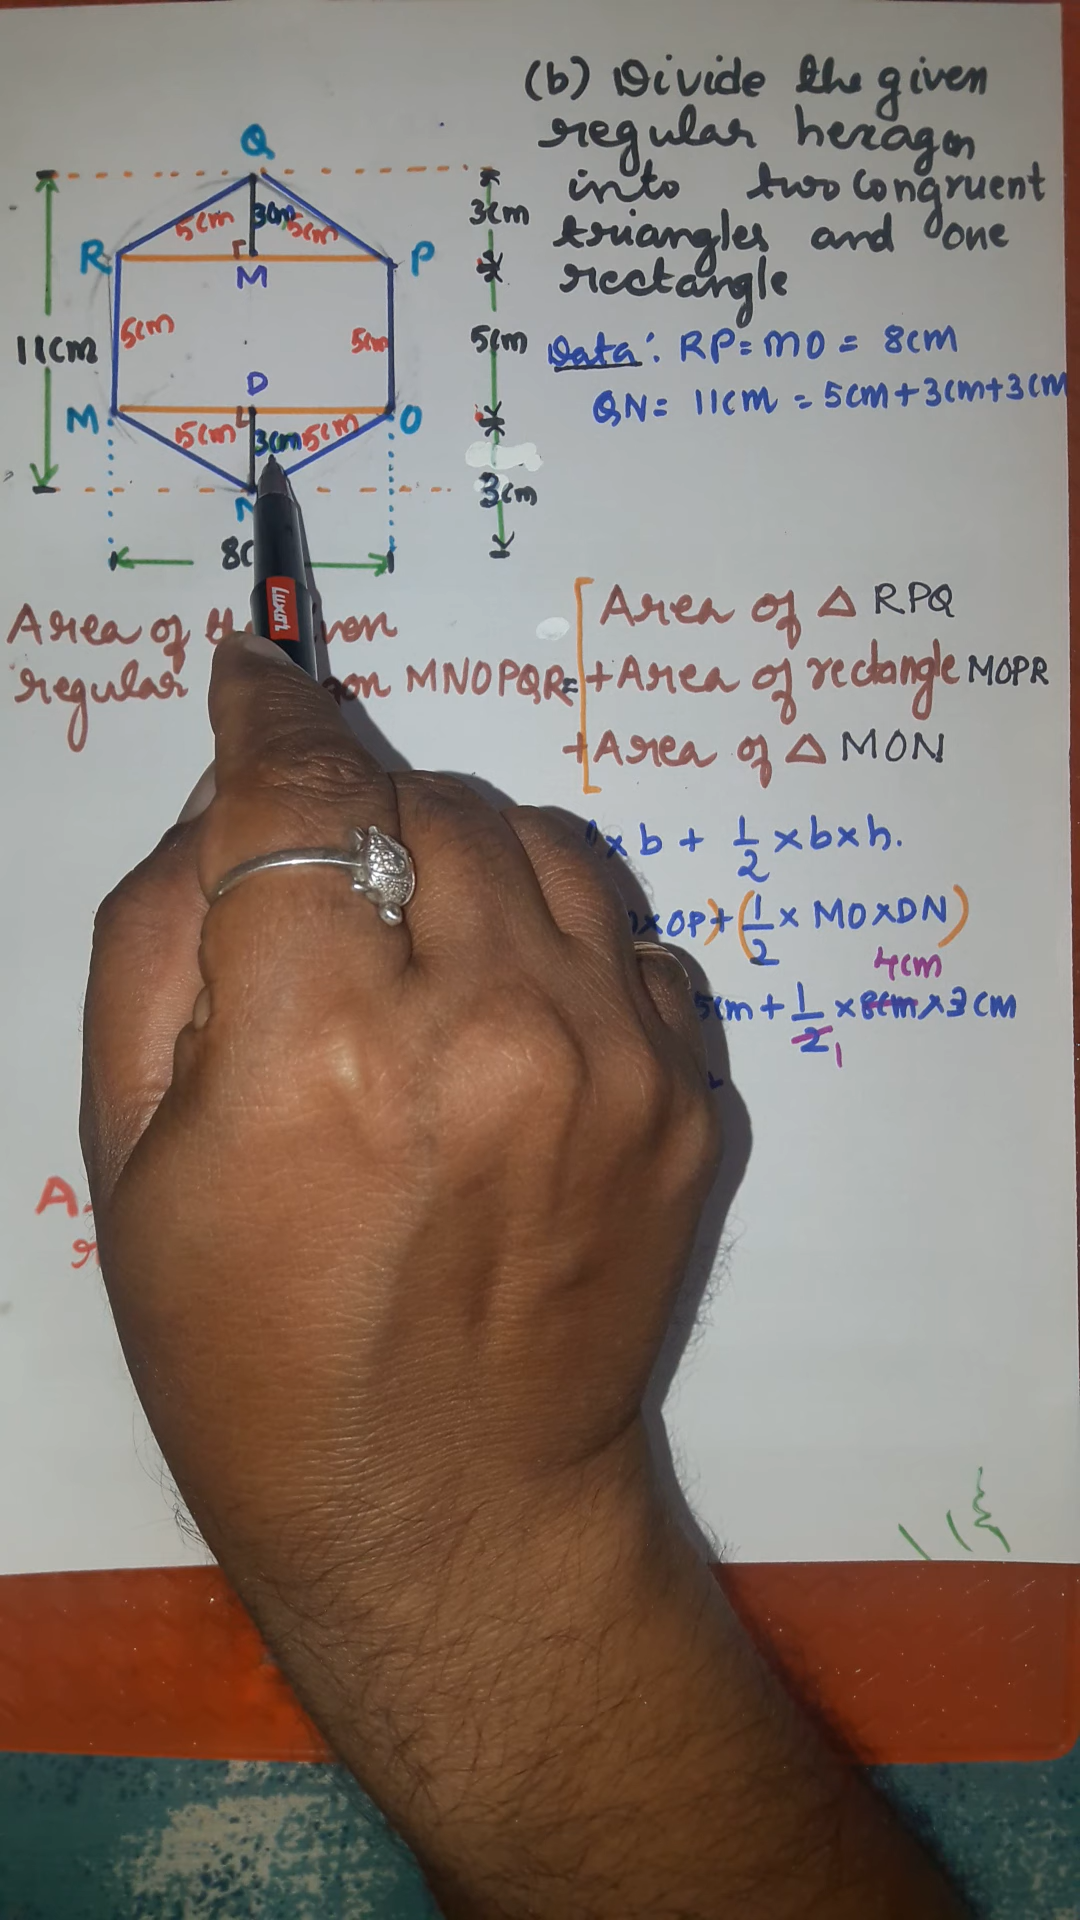 (b) Divide the given
regular hexagon
into two congruent
triangles and one
rectangle
Data: RP = MO = 8cm
QN = 11cm = 5cm + 3cm + 3cm
Q
5cm 3cm 5cm
R M P
11cm
5cm 5cm
D
M O
5cm 3cm 5cm
N
3cm
5cm
3cm
Luxor
Area of
regular MNOPQR =
Area of △ RPQ
+ Area of rectangle MOPR
+ Area of △ MON
× b + 1/2 × b × h.
× OP) + (1/2 × MO × DN)
4cm
5cm + 1/2 × 8cm × 3cm
1